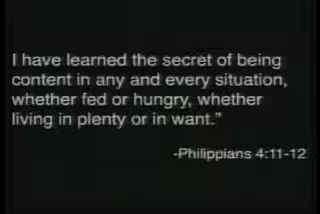 I have learned the secret of being
content in any and every situation,
whether fed or hungry, whether
living in plenty or in want."
-Philippians 4:11-12